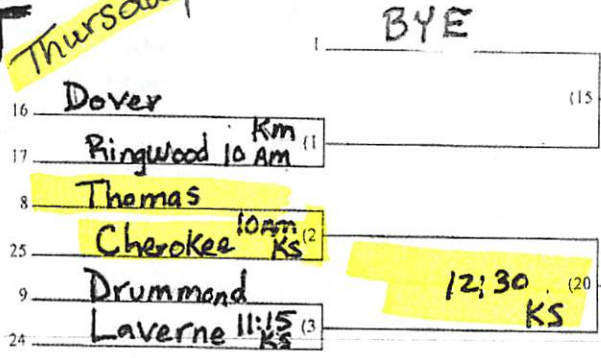 Thursday
BYE
1
(15
16 Dover
Km
17 Ringwood 10 Am (1
8 Thomas
10am
25 Cherokee KS (2
9 Drummond
12:30 (20
KS
24 Laverne 11:15 (3
KS